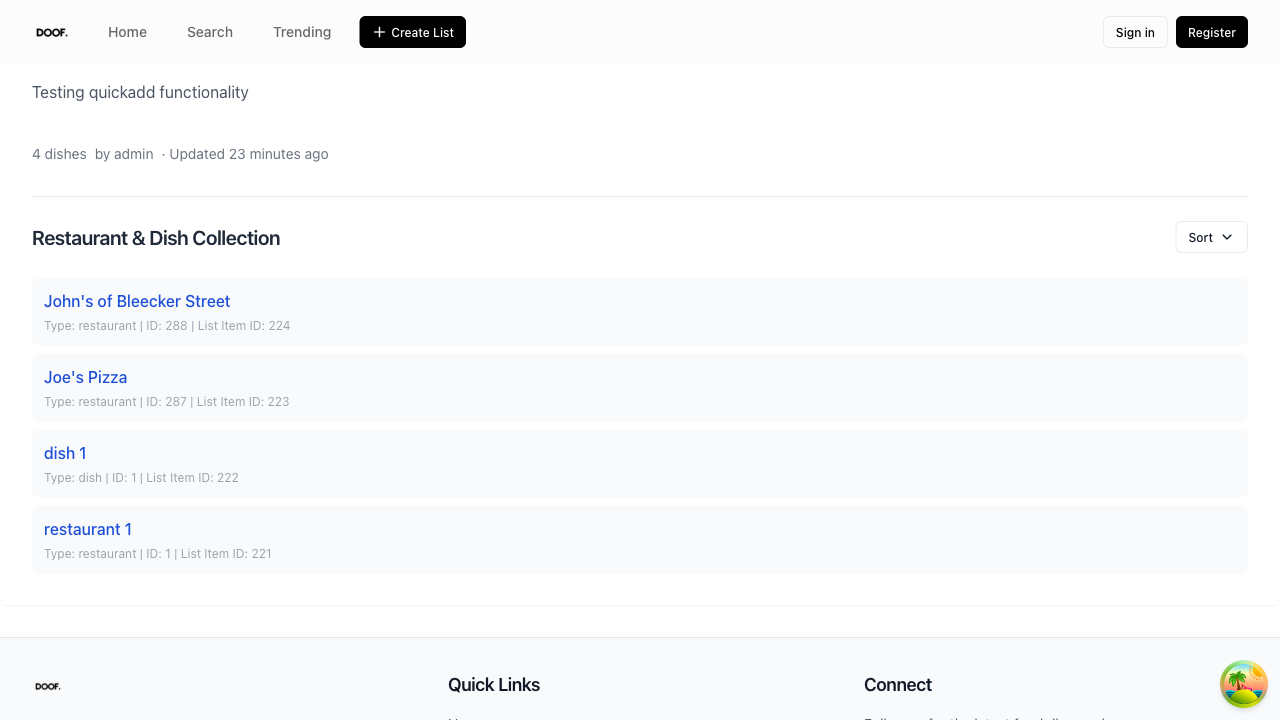 DOOF.
Home
Search
Trending
+ Create List
Sign in
Register
Testing quickadd functionality
4 dishes by admin · Updated 23 minutes ago
Restaurant & Dish Collection
Sort
John's of Bleecker Street
Type: restaurant | ID: 288 | List Item ID: 224
Joe's Pizza
Type: restaurant | ID: 287 | List Item ID: 223
dish 1
Type: dish | ID: 1 | List Item ID: 222
restaurant 1
Type: restaurant | ID: 1 | List Item ID: 221
DOOF.
Quick Links
Connect